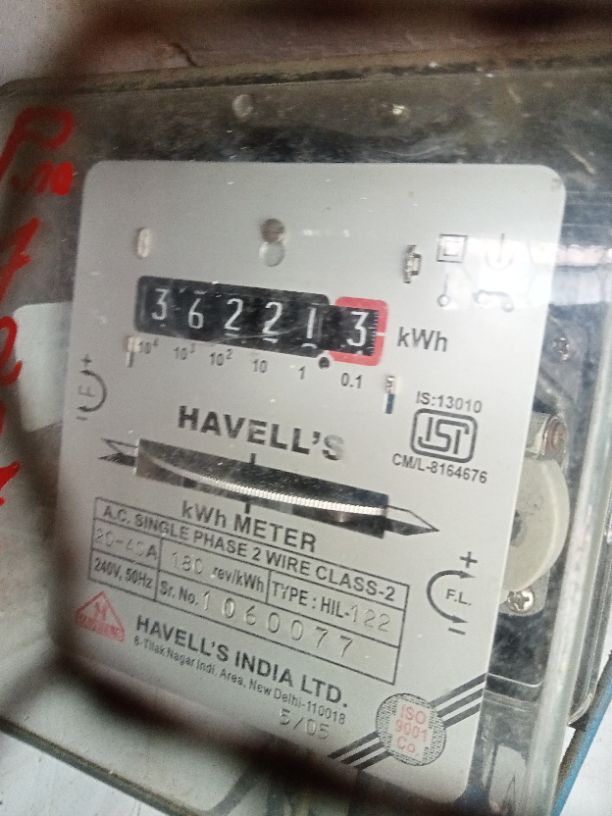 36221 3 kWh
10⁴ 10³ 10² 10 1 0.1
IS:13010
ISI
CM/L-8164676
HAVELL'S
kWh METER
A.C. SINGLE PHASE 2 WIRE CLASS-2
20-40A 180 rev/kWh TYPE : HIL-122
240V, 50Hz Sr. No. 1060077
+
F
-
+
F.L.
-
HAVELL'S INDIA LTD.
6-Tilak Nagar Indl. Area, New Delhi-110018
5/05
ISO
9001
Co.